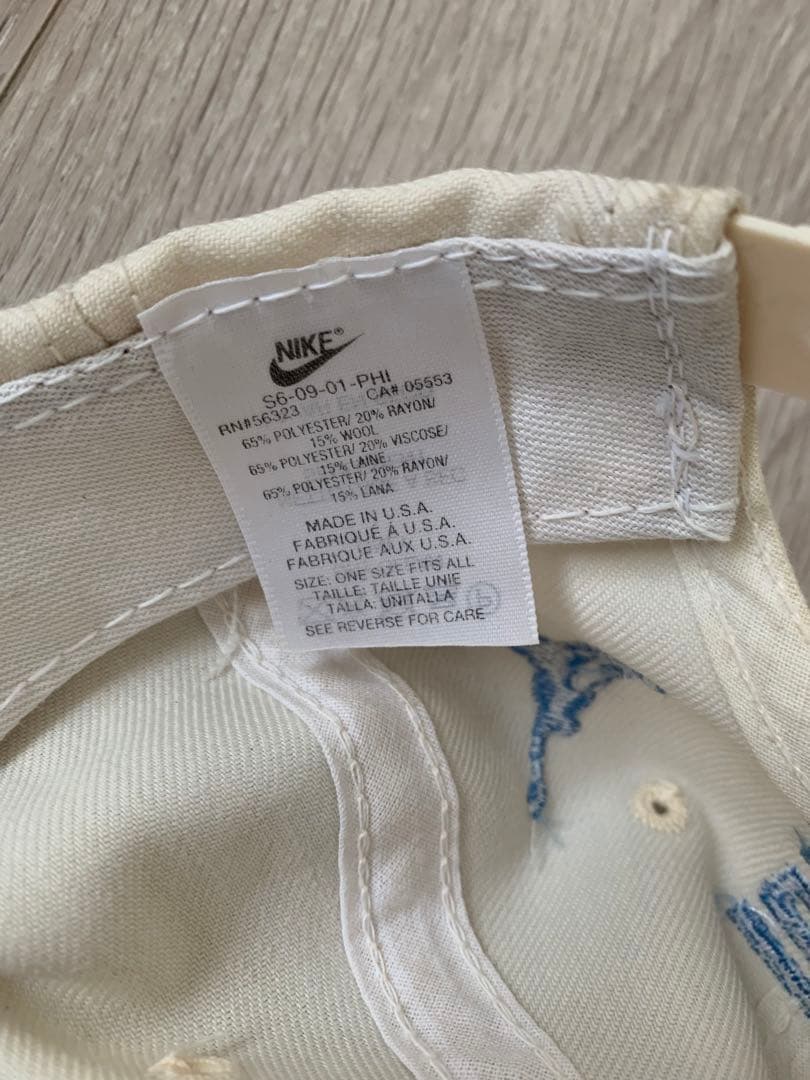 NIKE®
S6-09-01-PHI
RN#56323 CA# 05553
65% POLYESTER/ 20% RAYON/
15% WOOL
65% POLYESTER/ 20% VISCOSE/
15% LAINE
65% POLYESTER/ 20% RAYON/
15% LANA
MADE IN U.S.A.
FABRIQUÉ À U.S.A.
FABRIQUE AUX U.S.A.
SIZE: ONE SIZE FITS ALL
TAILLE: TAILLE UNIE
TALLA: UNITALLA
SEE REVERSE FOR CARE